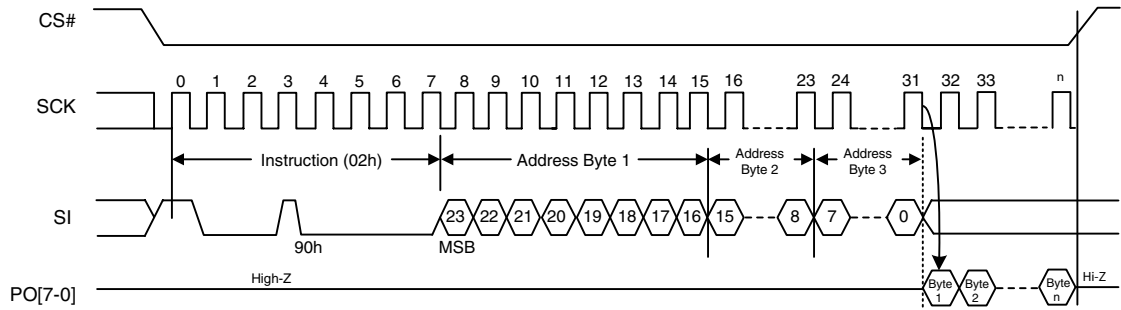 CS#
0 1 2 3 4 5 6 7 8 9 10 11 12 13 14 15 16 23 24 31 32 33 n
SCK
Instruction (02h) Address Byte 1 Address Byte 2 Address Byte 3
SI 23 22 21 20 19 18 17 16 15 8 7 0
90h MSB
High-Z Hi-Z
PO[7-0] Byte 1 Byte 2 Byte n